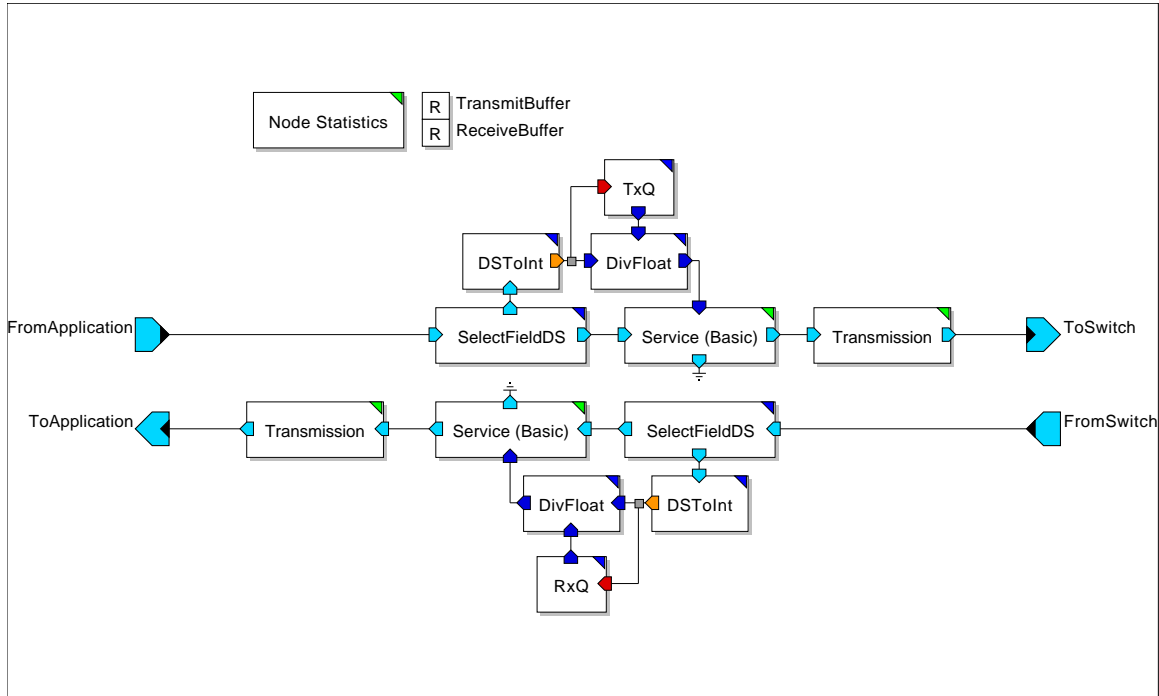 Node Statistics
R TransmitBuffer
R ReceiveBuffer
TxQ
DSToInt
DivFloat
FromApplication
SelectFieldDS
Service (Basic)
Transmission
ToSwitch
ToApplication
Transmission
Service (Basic)
SelectFieldDS
FromSwitch
DivFloat
DSToInt
RxQ